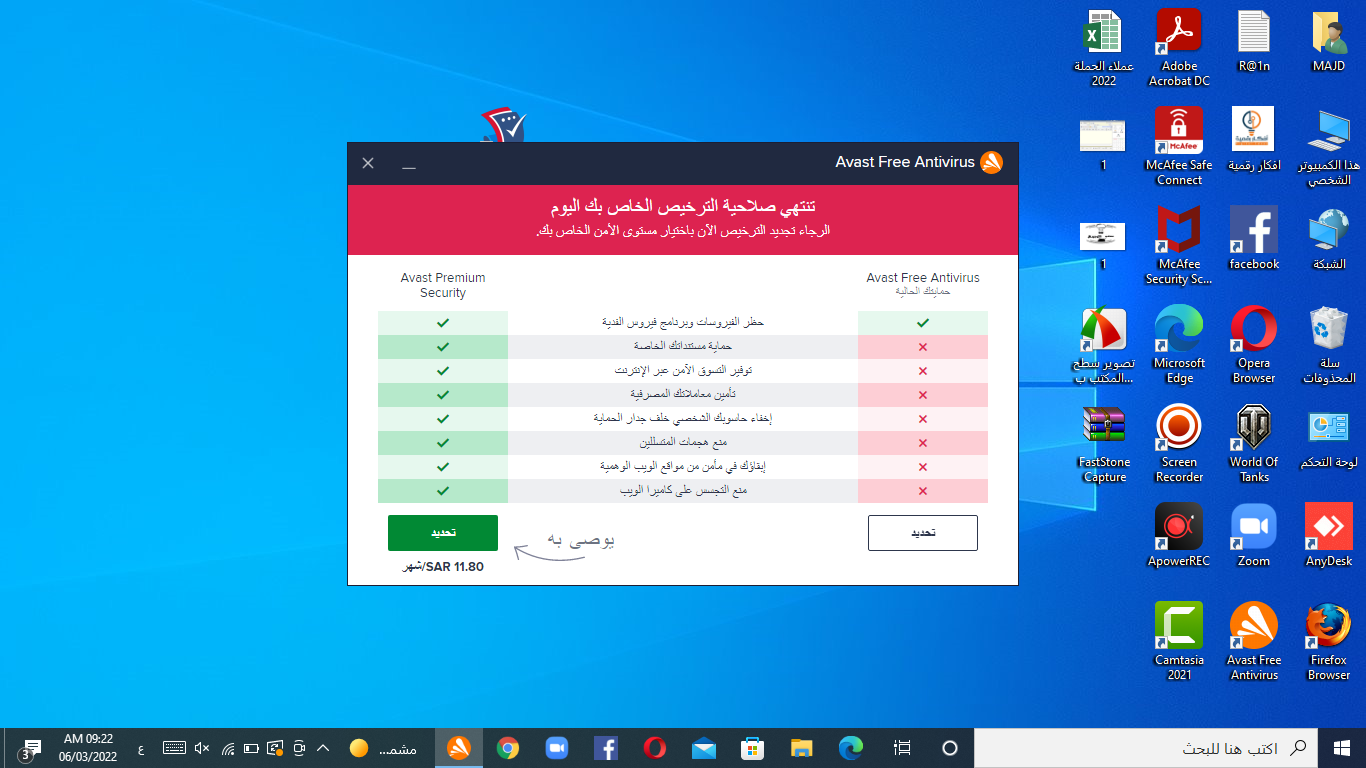 MAJD
R@1n
Adobe
Acrobat DC
عملاء الحملة
2022
هذا الكمبيوتر
الشخصي
افكار رقمية
McAfee
McAfee Safe
Connect
1
الشبكة
facebook
McAfee
Security Sc...
1
سلة
المحذوفات
Opera
Browser
Microsoft
Edge
تصوير سطح
المكتب ب...
لوحة التحكم
World Of
Tanks
Screen
Recorder
FastStone
Capture
AnyDesk
Zoom
ApowerREC
Firefox
Browser
Avast Free
Antivirus
Camtasia
2021
Avast Free Antivirus
تنتهي صلاحية الترخيص الخاص بك اليوم
الرجاء تجديد الترخيص الآن باختيار مستوى الأمن الخاص بك.
Avast Free Antivirus
حمايتك الحالية
Avast Premium
Security
حظر الفيروسات وبرنامج فيروس الفدية
حماية مستنداتك الخاصة
توفير التسوق الآمن عبر الإنترنت
تأمين معاملاتك المصرفية
إخفاء حاسوبك الشخصي خلف جدار الحماية
منع هجمات المتسللين
إبقاؤك في مأمن من مواقع الويب الوهمية
منع التجسس على كاميرا الويب
تحديد
يوصى به
تحديد
SAR 11.80/شهر
اكتب هنا للبحث
مشمـ...
ع
09:22 AM
06/03/2022
3